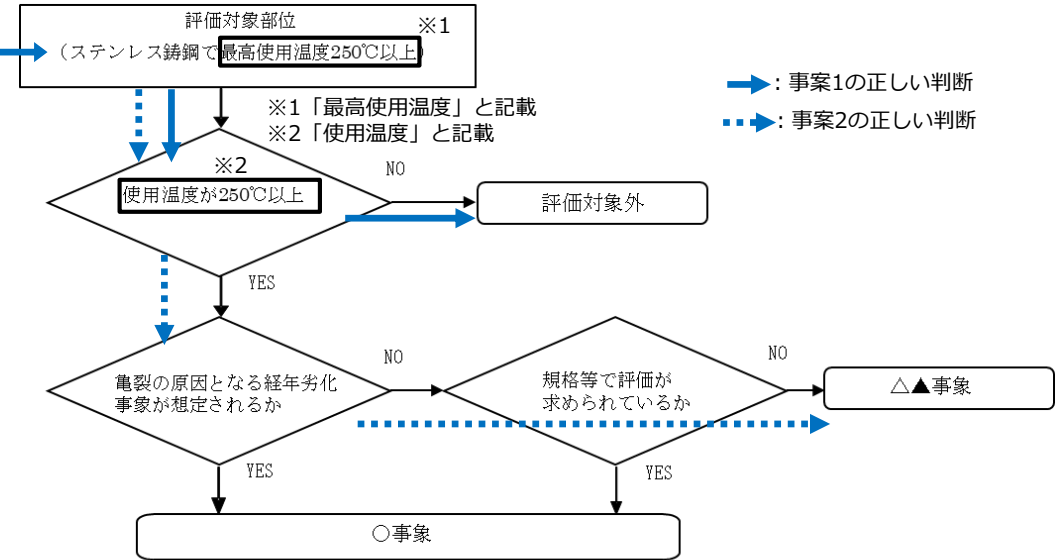 評価対象部位
※1
(ステンレス鋳鋼で最高使用温度250℃以上)
: 事案1の正しい判断
※1「最高使用温度」と記載
※2「使用温度」と記載
: 事案2の正しい判断
※2
使用温度が250℃以上
NO
評価対象外
YES
亀裂の原因となる経年劣化
事象が想定されるか
NO
規格等で評価が
求められているか
NO
△▲事象
YES
YES
○事象